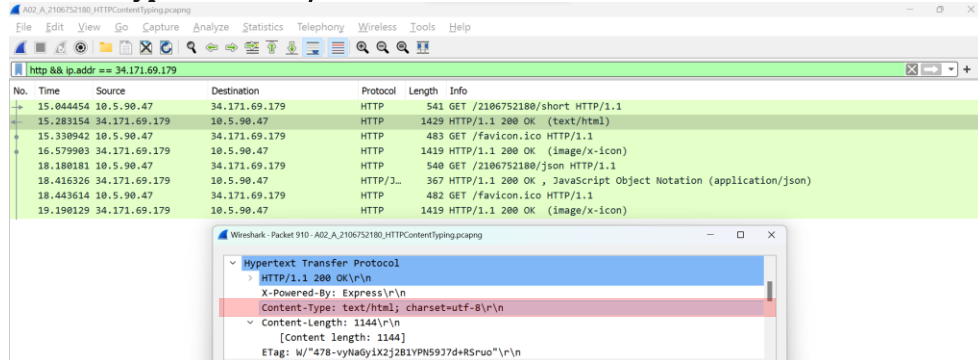 A02_A_2106752180_HTTPContentTyping.pcapng
File Edit View Go Capture Analyze Statistics Telephony Wireless Tools Help
http && ip.addr == 34.171.69.179
No. Time Source Destination Protocol Length Info
15.044454 10.5.90.47 34.171.69.179 HTTP 541 GET /2106752180/short HTTP/1.1
15.283154 34.171.69.179 10.5.90.47 HTTP 1429 HTTP/1.1 200 OK (text/html)
15.330942 10.5.90.47 34.171.69.179 HTTP 483 GET /favicon.ico HTTP/1.1
16.579903 34.171.69.179 10.5.90.47 HTTP 1419 HTTP/1.1 200 OK (image/x-icon)
18.180181 10.5.90.47 34.171.69.179 HTTP 540 GET /2106752180/json HTTP/1.1
18.416326 34.171.69.179 10.5.90.47 HTTP/J… 367 HTTP/1.1 200 OK , JavaScript Object Notation (application/json)
18.443614 10.5.90.47 34.171.69.179 HTTP 482 GET /favicon.ico HTTP/1.1
19.190129 34.171.69.179 10.5.90.47 HTTP 1419 HTTP/1.1 200 OK (image/x-icon)
Wireshark - Packet 910 - A02_A_2106752180_HTTPContentTyping.pcapng
Hypertext Transfer Protocol
HTTP/1.1 200 OK\r\n
X-Powered-By: Express\r\n
Content-Type: text/html; charset=utf-8\r\n
Content-Length: 1144\r\n
[Content length: 1144]
ETag: W/"478-vyNaGyiX2j2B1YPN59J7d+RSruo"\r\n